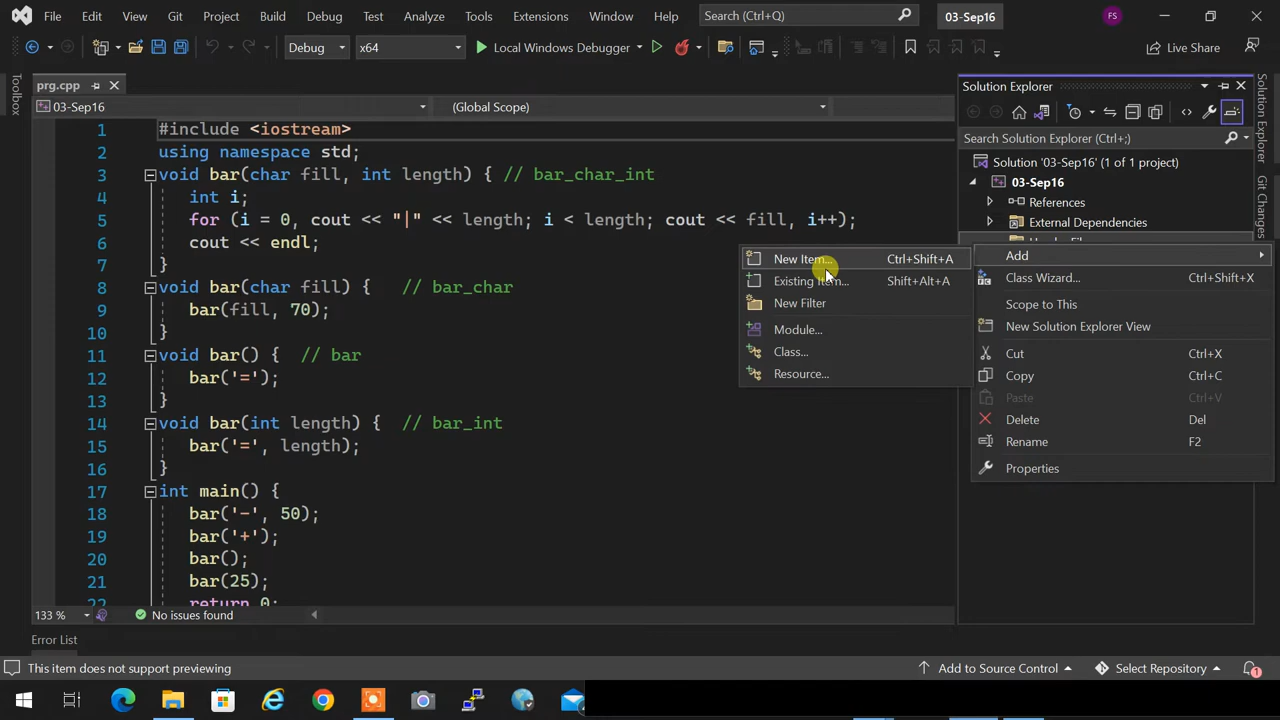 File Edit View Git Project Build Debug Test Analyze Tools Extensions Window Help Search (Ctrl+Q) 03-Sep16 FS
Debug x64 Local Windows Debugger Live Share
Toolbox
prg.cpp
03-Sep16 (Global Scope)
1 #include <iostream>
2 using namespace std;
3 void bar(char fill, int length) { // bar_char_int
4 int i;
5 for (i = 0, cout << "|" << length; i < length; cout << fill, i++);
6 cout << endl;
7 }
8 void bar(char fill) { // bar_char
9 bar(fill, 70);
10 }
11 void bar() { // bar
12 bar('=');
13 }
14 void bar(int length) { // bar_int
15 bar('=', length);
16 }
17 int main() {
18 bar('-', 50);
19 bar('+');
20 bar();
21 bar(25);
22 return 0;
133 % No issues found
Error List
This item does not support previewing
Add to Source Control Select Repository 1
Solution Explorer
Search Solution Explorer (Ctrl+;)
Solution '03-Sep16' (1 of 1 project)
03-Sep16
References
External Dependencies
Add
Class Wizard... Ctrl+Shift+X
Scope to This
New Solution Explorer View
Cut Ctrl+X
Copy Ctrl+C
Paste Ctrl+V
Delete Del
Rename F2
Properties
New Item... Ctrl+Shift+A
Existing Item... Shift+Alt+A
New Filter
Module...
Class...
Resource...
Solution Explorer
Git Changes